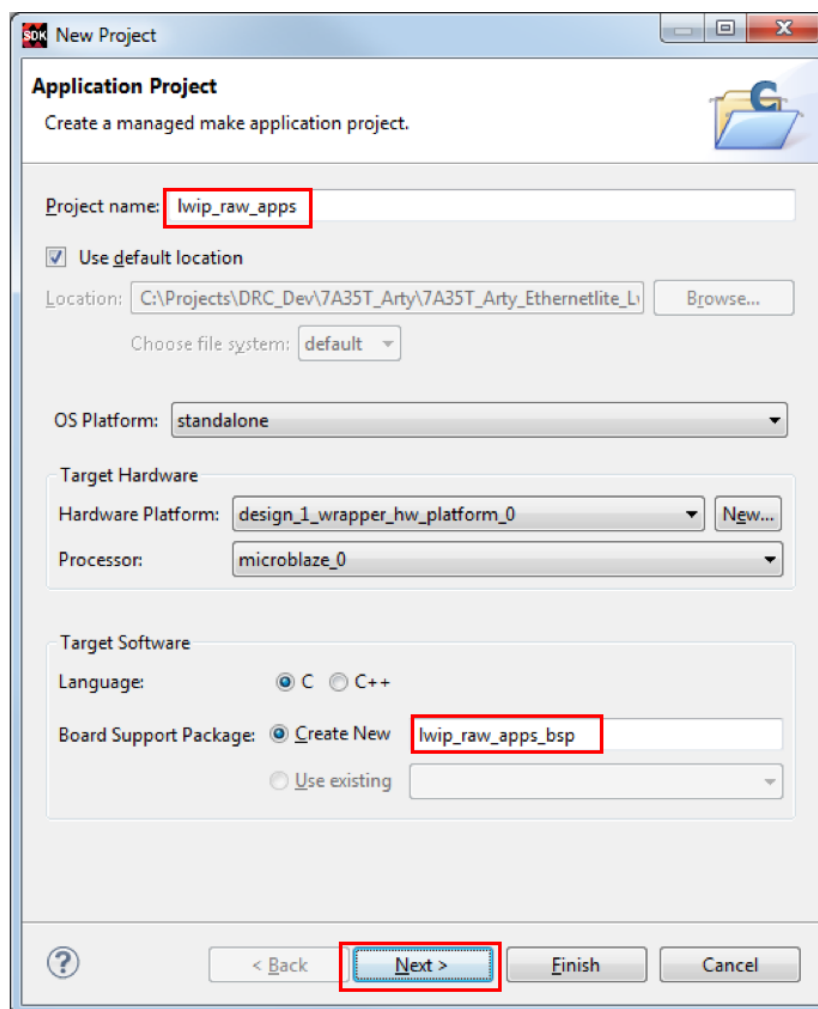 SDK New Project
Application Project
Create a managed make application project.
Project name: lwip_raw_apps
Use default location
Location: C:\Projects\DRC_Dev\7A35T_Arty\7A35T_Arty_Ethernetlite_Lv Browse...
Choose file system: default
OS Platform: standalone
Target Hardware
Hardware Platform: design_1_wrapper_hw_platform_0 New...
Processor: microblaze_0
Target Software
Language: C C++
Board Support Package: Create New lwip_raw_apps_bsp
Use existing
? < Back Next > Finish Cancel